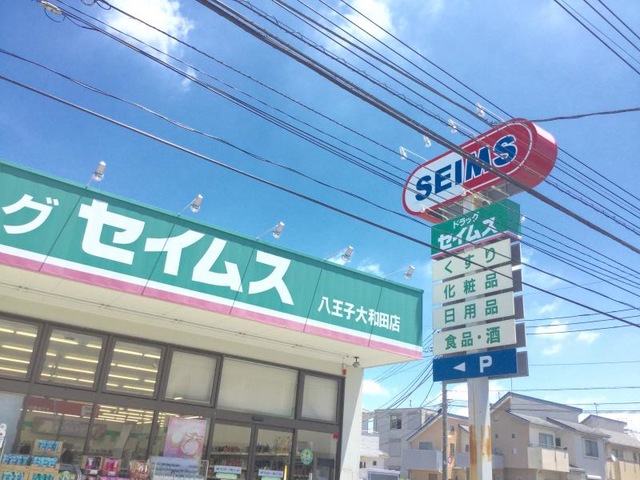 グセイムス
八王子大和田店
SEIMS
ドラッグ
セイムス
くすり
化粧品
日用品
食品・酒
P